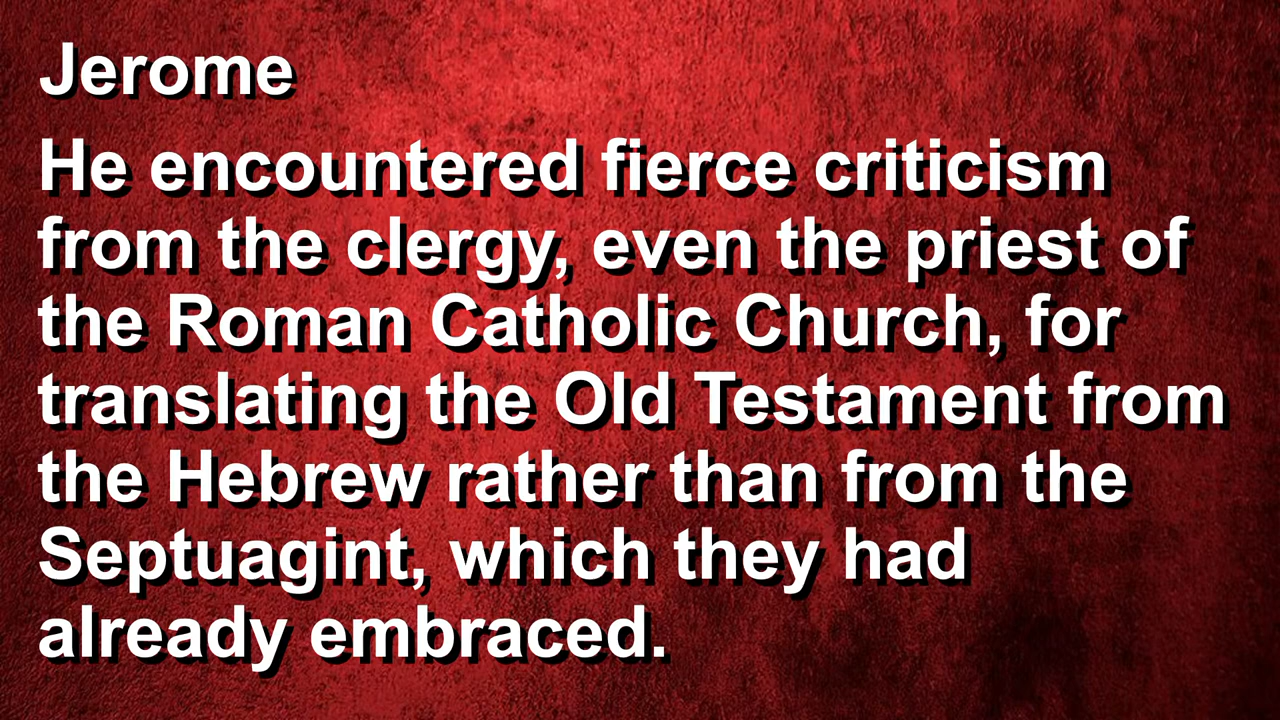 Jerome
He encountered fierce criticism
from the clergy, even the priest of
the Roman Catholic Church, for
translating the Old Testament from
the Hebrew rather than from the
Septuagint, which they had
already embraced.